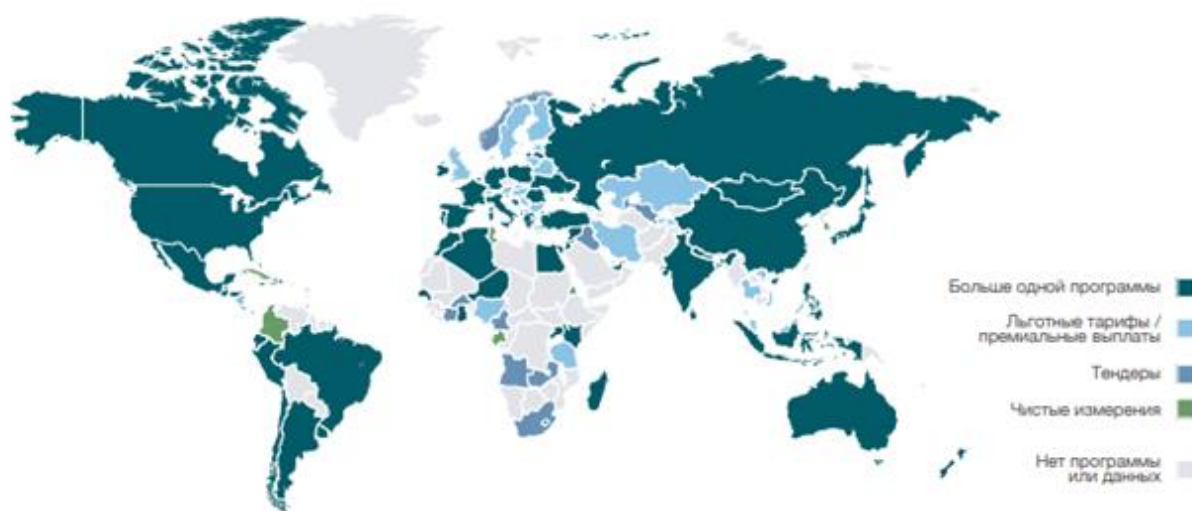 Больше одной программы
Льготные тарифы /
премиальные выплаты
Тендеры
Чистые измерения
Нет программы
или данных